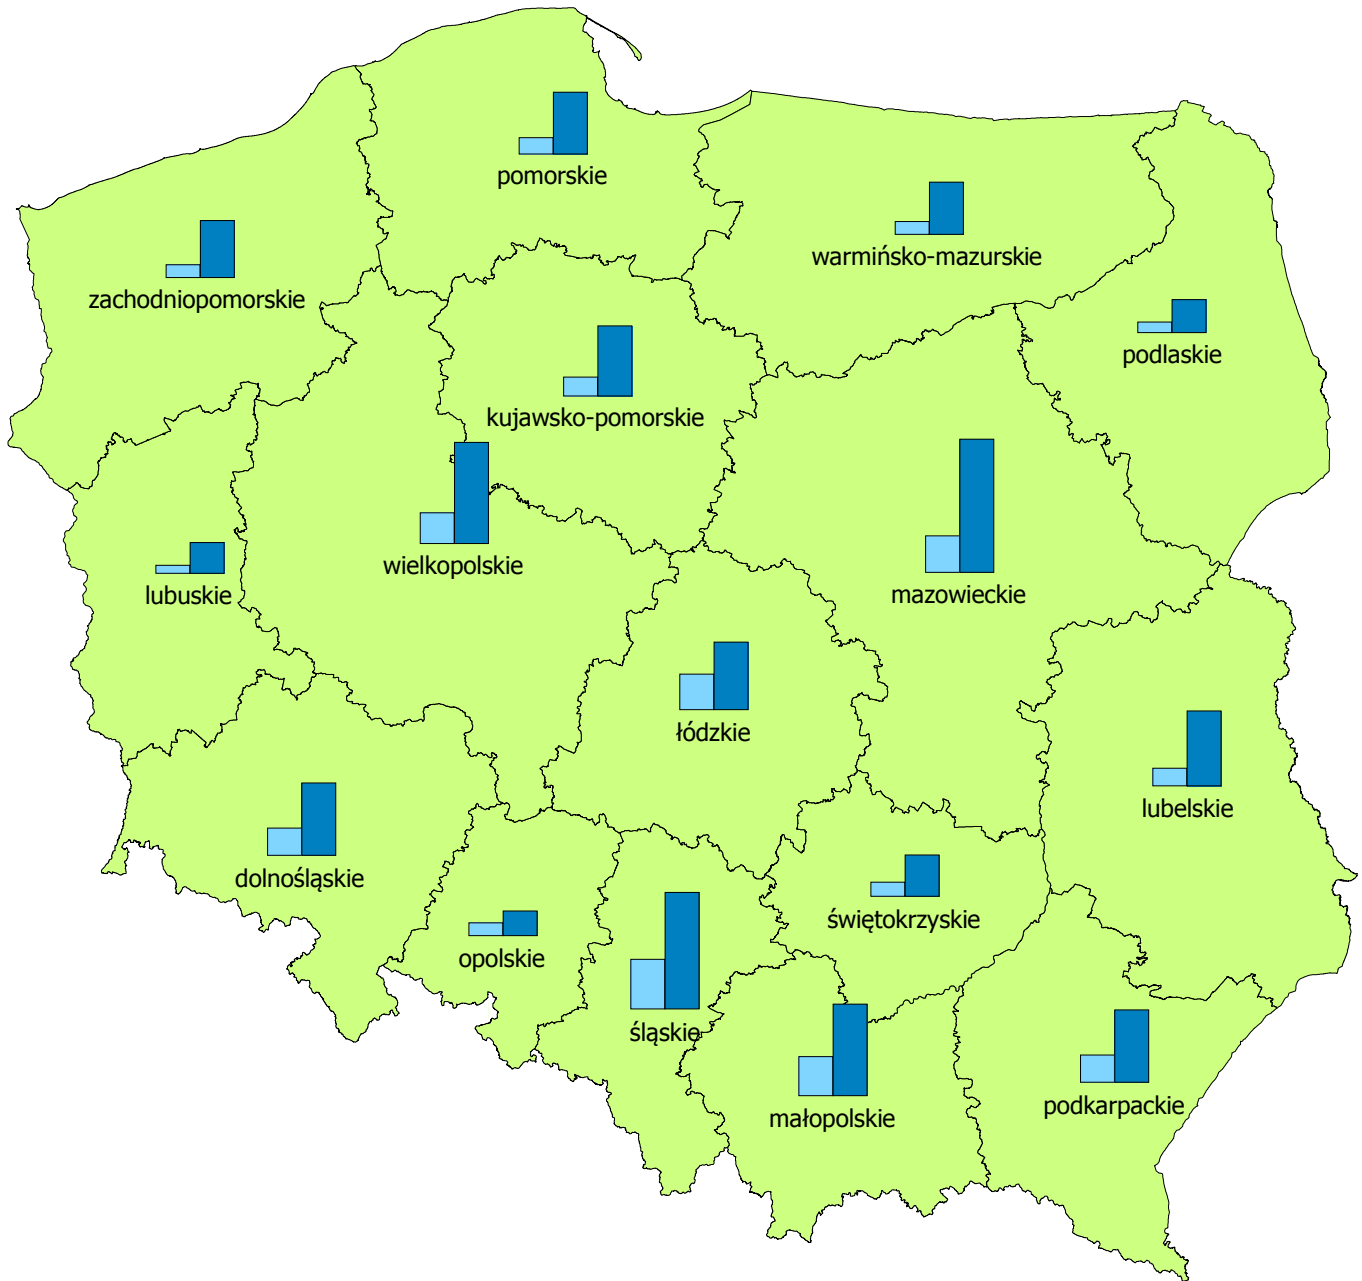 pomorskie
warmińsko-mazurskie
zachodniopomorskie
podlaskie
kujawsko-pomorskie
wielkopolskie
lubuskie
mazowieckie
łódzkie
lubelskie
dolnośląskie
świętokrzyskie
opolskie
śląskie
podkarpackie
małopolskie